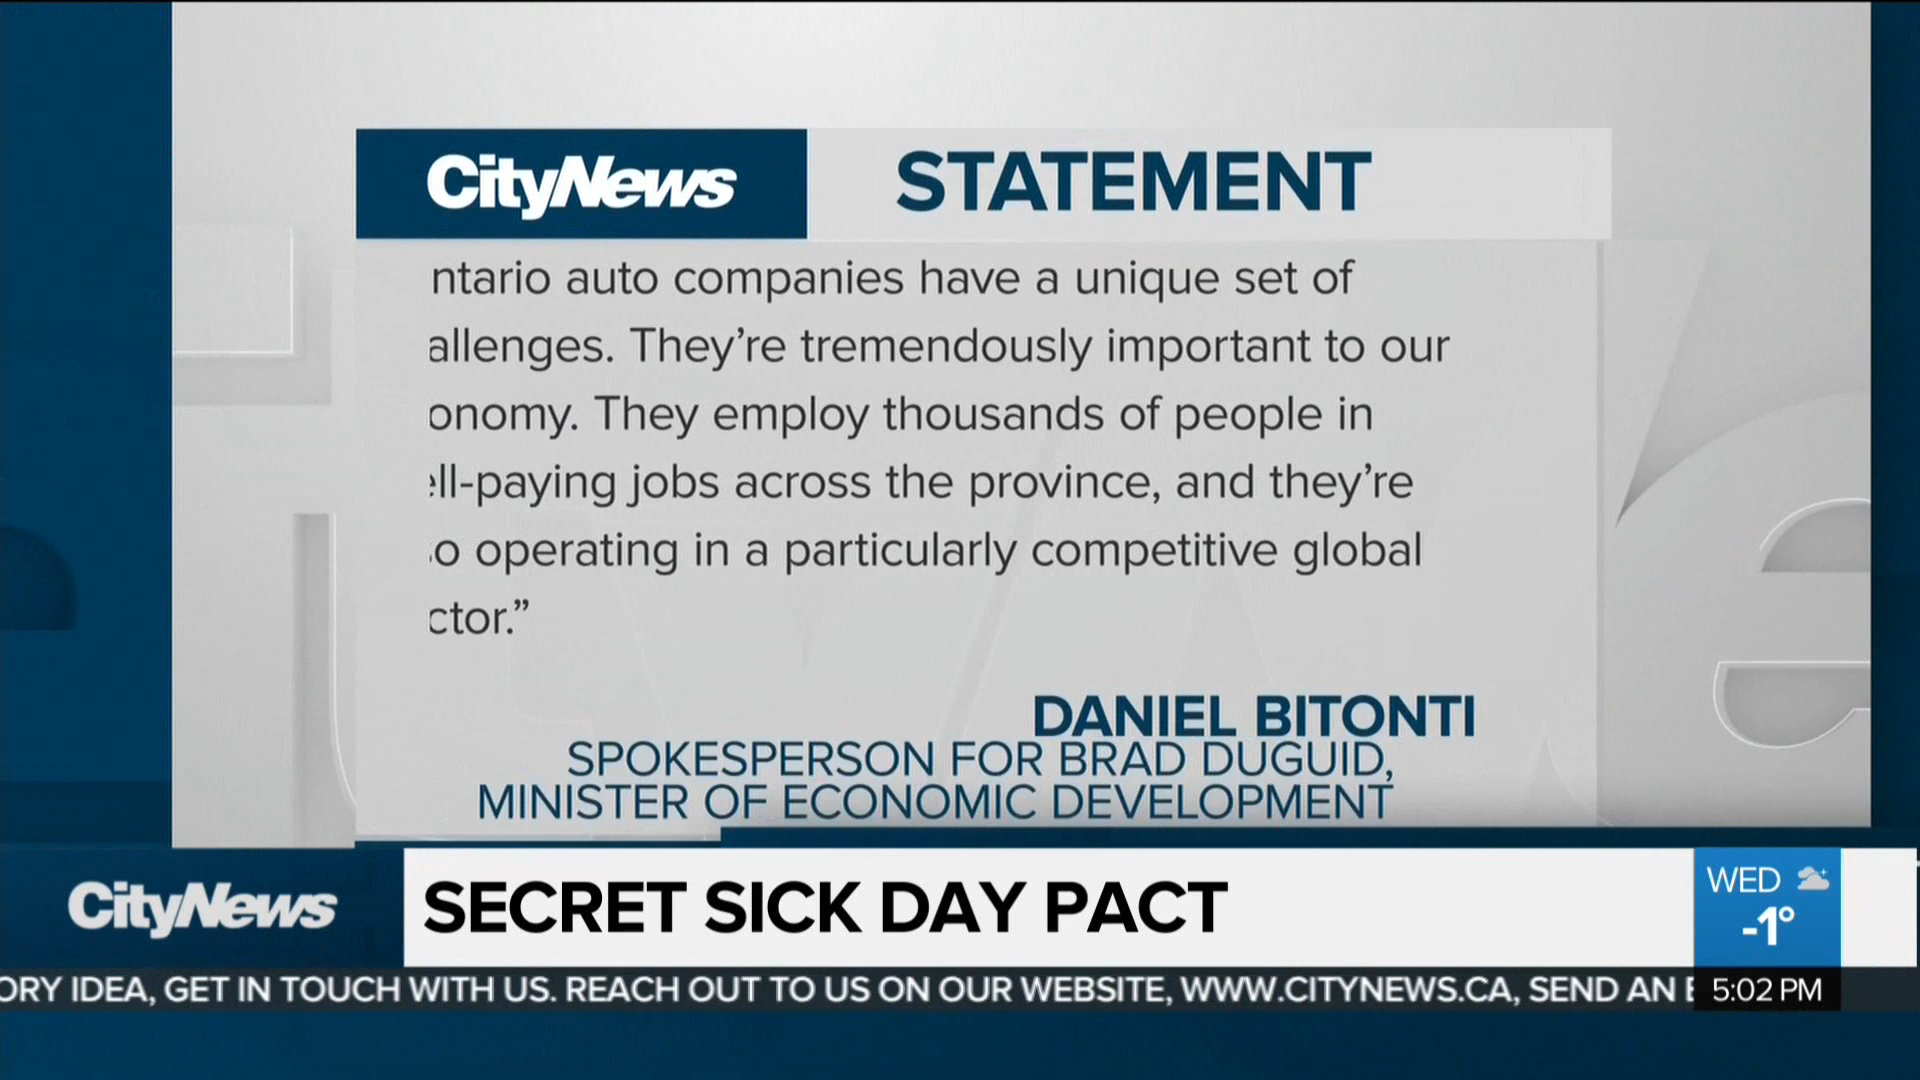 CityNews STATEMENT
ntario auto companies have a unique set of
allenges. They’re tremendously important to our
onomy. They employ thousands of people in
ll-paying jobs across the province, and they’re
o operating in a particularly competitive global
ctor.”
DANIEL BITONTI
SPOKESPERSON FOR BRAD DUGUID,
MINISTER OF ECONOMIC DEVELOPMENT
CityNews SECRET SICK DAY PACT WED
-1°
ORY IDEA, GET IN TOUCH WITH US. REACH OUT TO US ON OUR WEBSITE, WWW.CITYNEWS.CA, SEND AN E 5:02 PM